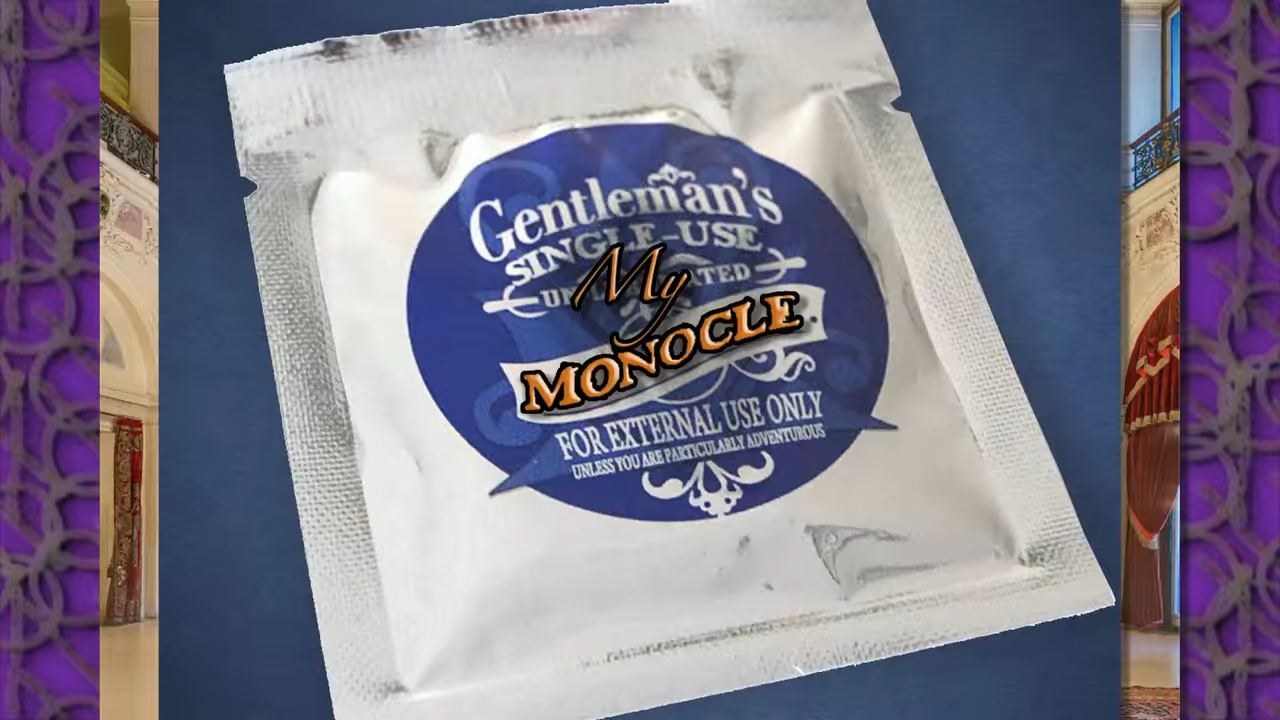 Gentleman's
SINGLE-USE
My
MONOCLE
FOR EXTERNAL USE ONLY
UNLESS YOU ARE PARTICULARLY ADVENTUROUS